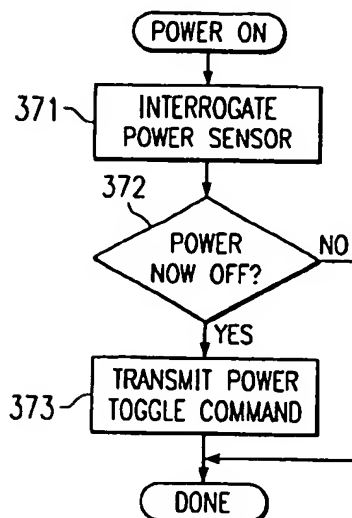 POWER ON
371
INTERROGATE
POWER SENSOR
372
POWER
NOW OFF?
NO
YES
373
TRANSMIT POWER
TOGGLE COMMAND
DONE